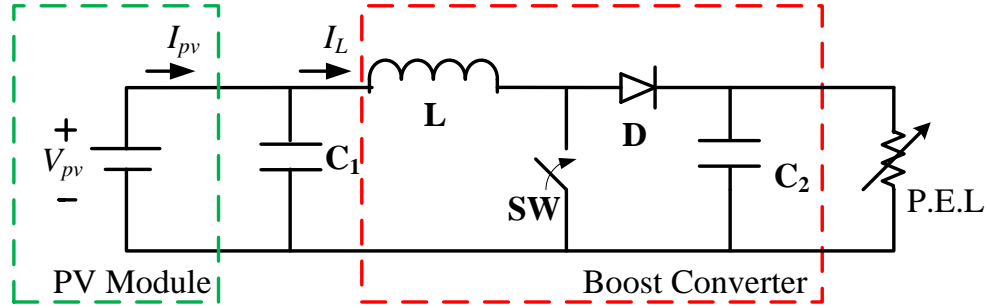 I_pv
I_L
L
D
+
V_pv
−
C₁
SW
C₂
P.E.L
PV Module
Boost Converter